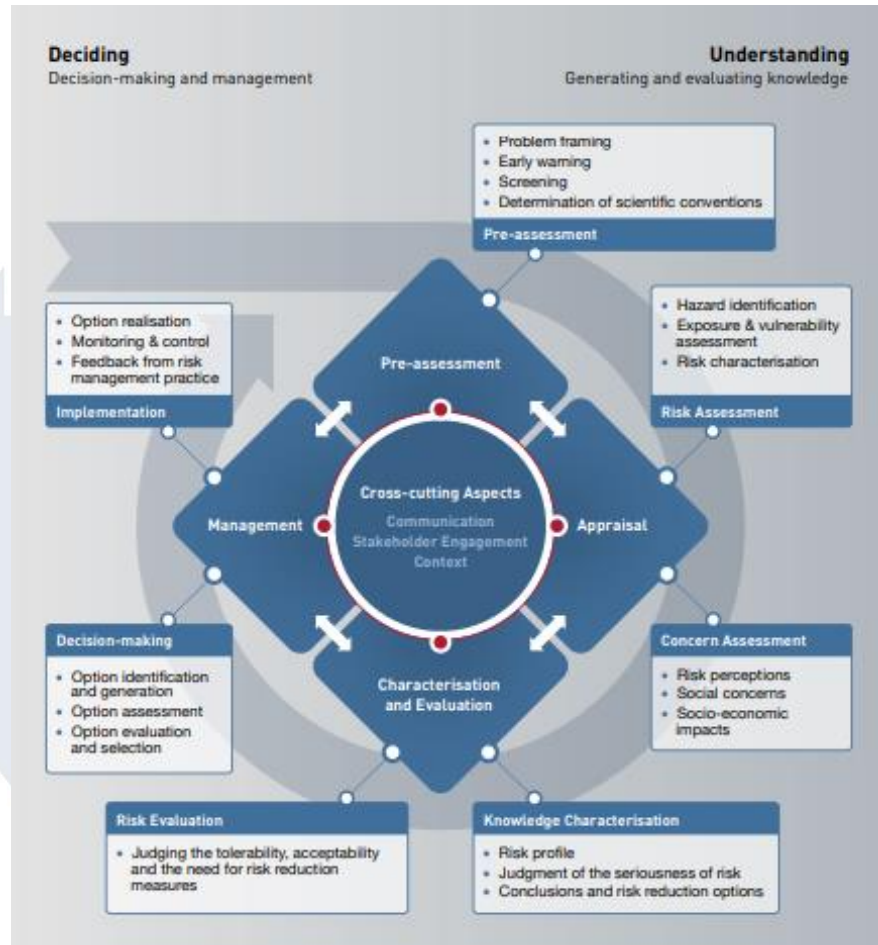 Deciding
Decision-making and management
Understanding
Generating and evaluating knowledge
• Problem framing
• Early warning
• Screening
• Determination of scientific conventions
Pre-assessment
• Option realisation
• Monitoring & control
• Feedback from risk
management practice
Implementation
• Hazard identification
• Exposure & vulnerability
assessment
• Risk characterisation
Risk Assessment
Pre-assessment
Management
Cross-cutting Aspects
Communication
Stakeholder Engagement
Context
Appraisal
Characterisation
and Evaluation
Decision-making
• Option identification
and generation
• Option assessment
• Option evaluation
and selection
Concern Assessment
• Risk perceptions
• Social concerns
• Socio-economic
impacts
Risk Evaluation
• Judging the tolerability, acceptability
and the need for risk reduction
measures
Knowledge Characterisation
• Risk profile
• Judgment of the seriousness of risk
• Conclusions and risk reduction options